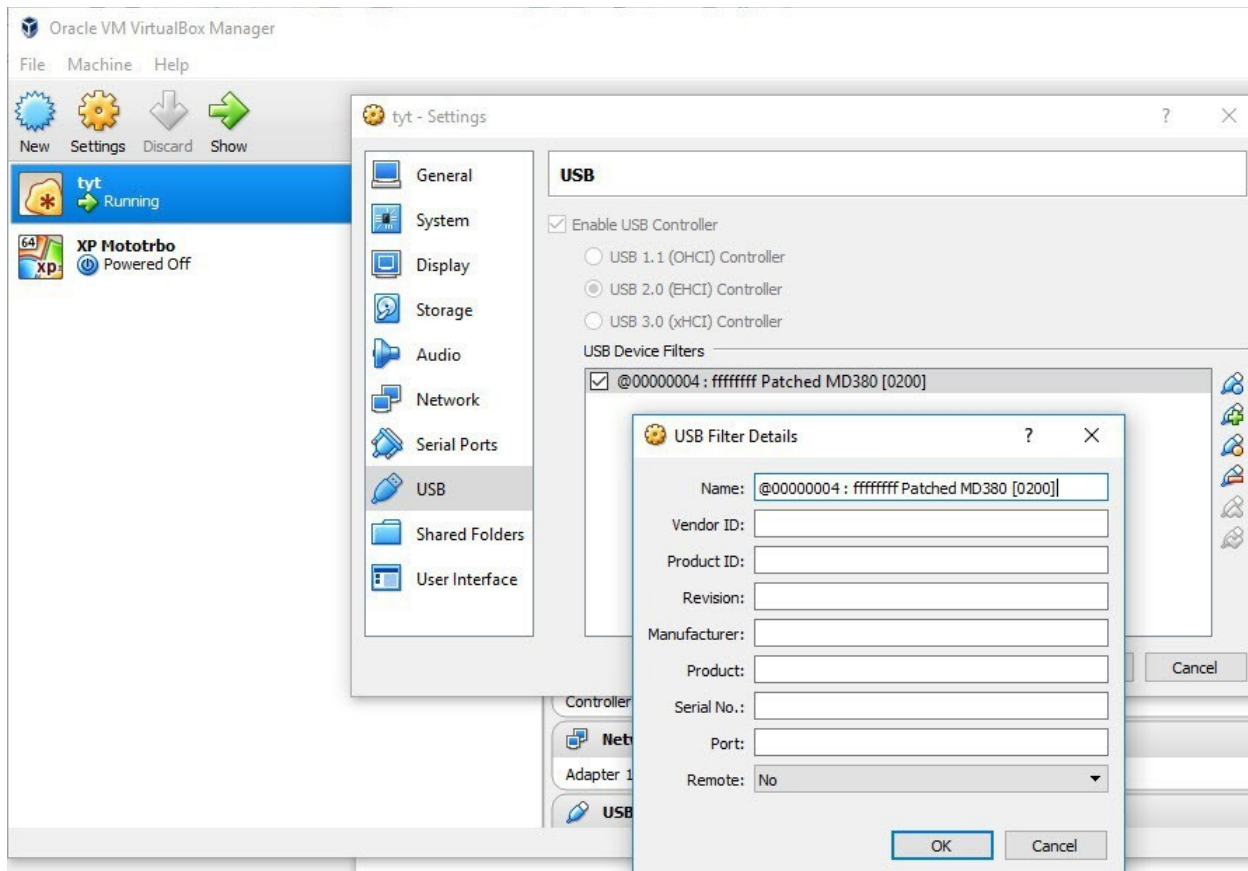 Oracle VM VirtualBox Manager
File Machine Help
New Settings Discard Show
tyt
Running
64
xp
XP Mototrbo
Powered Off
tyt - Settings
General
System
Display
Storage
Audio
Network
Serial Ports
USB
Shared Folders
User Interface
USB
Enable USB Controller
USB 1.1 (OHCI) Controller
USB 2.0 (EHCI) Controller
USB 3.0 (xHCI) Controller
USB Device Filters
@00000004 : ffffffff Patched MD380 [0200]
USB Filter Details
Name: @00000004 : ffffffff Patched MD380 [0200]
Vendor ID:
Product ID:
Revision:
Manufacturer:
Product:
Serial No.:
Port:
Remote: No
OK Cancel
Cancel
Controller
Netw
Adapter 1
USB